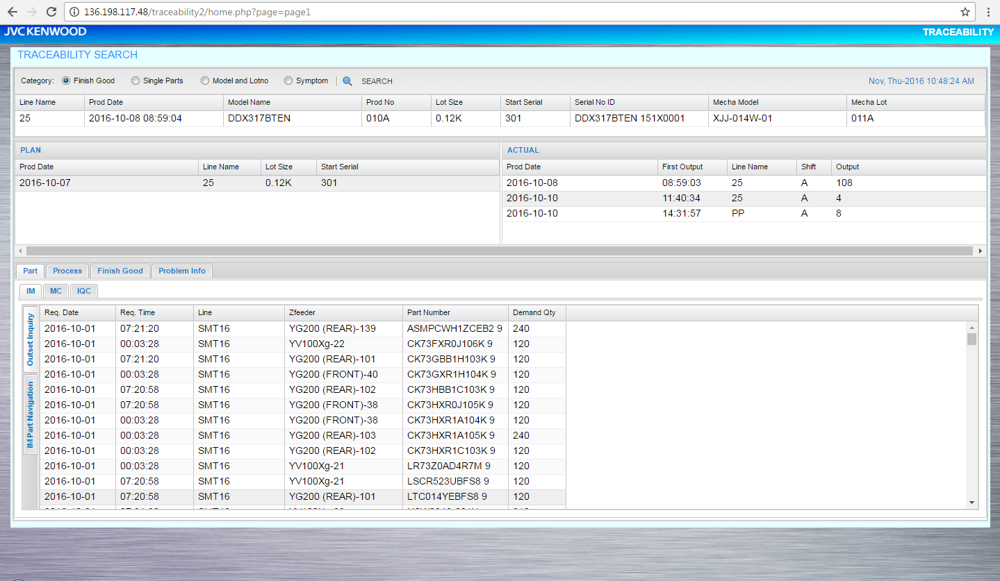 136.198.117.48/traceability2/home.php?page=page1
JVCKENWOOD TRACEABILITY
TRACEABILITY SEARCH
Category: Finish Good Single Parts Model and Lotno Symptom SEARCH Nov, Thu-2016 10:48:24 AM
Line Name Prod Date Model Name Prod No Lot Size Start Serial Serial No ID Mecha Model Mecha Lot
25 2016-10-08 08:59:04 DDX317BTEN 010A 0.12K 301 DDX317BTEN 151X0001 XJJ-014W-01 011A
PLAN
Prod Date Line Name Lot Size Start Serial
2016-10-07 25 0.12K 301
ACTUAL
Prod Date First Output Line Name Shift Output
2016-10-08 08:59:03 25 A 108
2016-10-10 11:40:34 25 A 4
2016-10-10 14:31:57 PP A 8
Part Process Finish Good Problem Info
IM MC IQC
Outset Inquiry
IM Part Navigation
Req. Date Req. Time Line Zfeeder Part Number Demand Qty
2016-10-01 07:21:20 SMT16 YG200 (REAR)-139 ASMPCWH1ZCEB2 9 240
2016-10-01 00:03:28 SMT16 YV100Xg-22 CK73FXR0J106K 9 120
2016-10-01 07:21:20 SMT16 YG200 (REAR)-101 CK73GBB1H103K 9 120
2016-10-01 00:03:28 SMT16 YG200 (FRONT)-40 CK73GXR1H104K 9 120
2016-10-01 07:20:58 SMT16 YG200 (REAR)-102 CK73HBB1C103K 9 120
2016-10-01 07:20:58 SMT16 YG200 (FRONT)-38 CK73HXR0J105K 9 120
2016-10-01 00:03:28 SMT16 YG200 (FRONT)-38 CK73HXR1A104K 9 120
2016-10-01 00:03:28 SMT16 YG200 (REAR)-103 CK73HXR1A105K 9 240
2016-10-01 00:03:28 SMT16 YG200 (REAR)-102 CK73HXR1C103K 9 120
2016-10-01 00:03:28 SMT16 YV100Xg-21 LR73Z0AD4R7M 9 120
2016-10-01 07:20:58 SMT16 YV100Xg-21 LSCR523UBFS8 9 120
2016-10-01 07:20:58 SMT16 YG200 (REAR)-101 LTC014YEBFS8 9 120